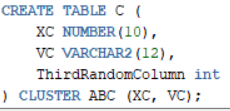 CREATE TABLE C (
XC NUMBER(10),
VC VARCHAR2(12),
ThirdRandomColumn int
) CLUSTER ABC (XC, VC);